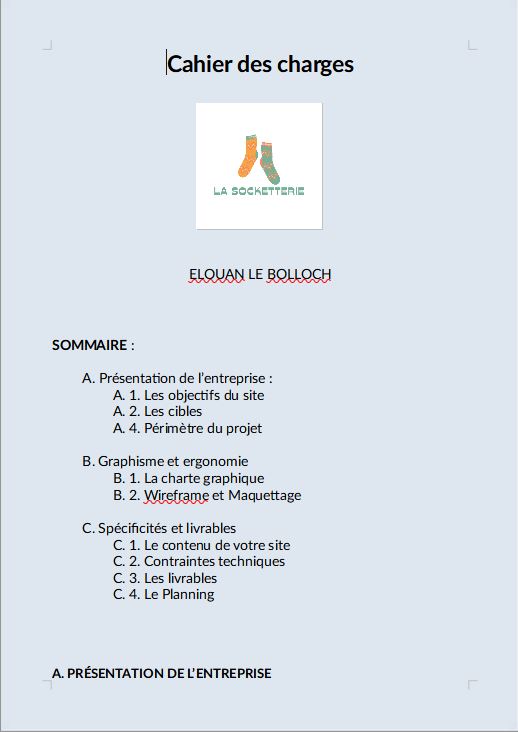 Cahier des charges
LA SOCKETTERIE
ELOUAN LE BOLLOCH
SOMMAIRE :
A. Présentation de l’entreprise :
A. 1. Les objectifs du site
A. 2. Les cibles
A. 4. Périmètre du projet
B. Graphisme et ergonomie
B. 1. La charte graphique
B. 2. Wireframe et Maquettage
C. Spécificités et livrables
C. 1. Le contenu de votre site
C. 2. Contraintes techniques
C. 3. Les livrables
C. 4. Le Planning
A. PRÉSENTATION DE L’ENTREPRISE